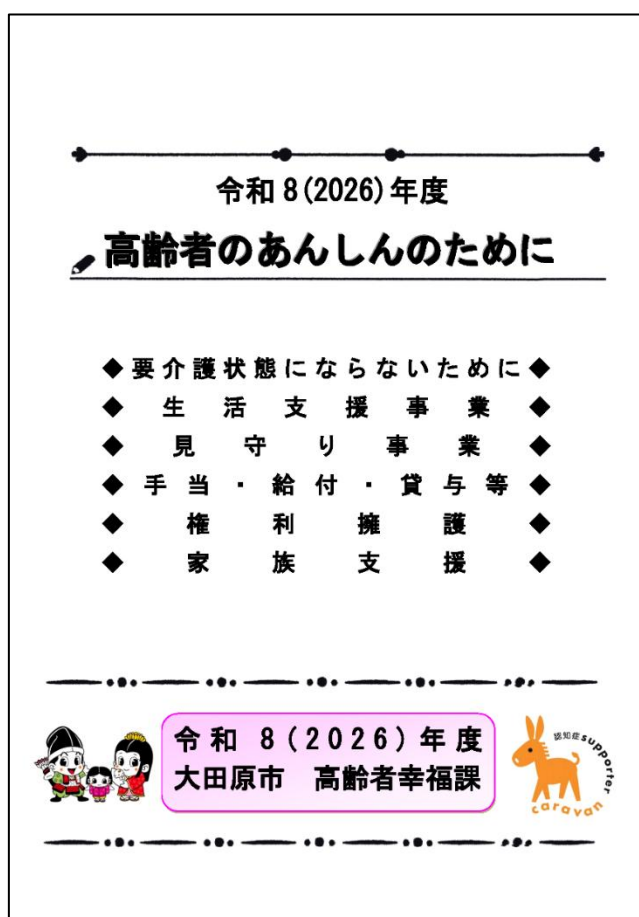 令和8(2026)年度
高齢者のあんしんのために
◆要介護状態にならないために◆
◆生活支援事業◆
◆見守り事業◆
◆手当・給付・貸与等◆
◆権利擁護◆
◆家族支援◆
令和8(2026)年度
大田原市 高齢者幸福課
認知症supporter
caravan